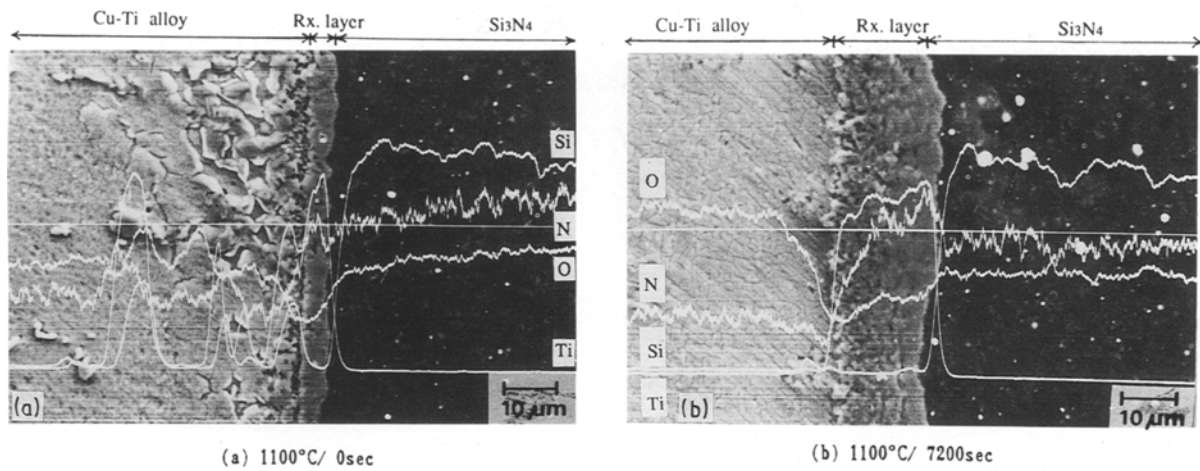 Cu-Ti alloy Rx. layer Si3N4
Si
N
O
Ti
(a)
10 µm
(a) 1100°C/ 0sec
Cu-Ti alloy Rx. layer Si3N4
O
N
Si
Ti
(b)
10 µm
(b) 1100°C/ 7200sec